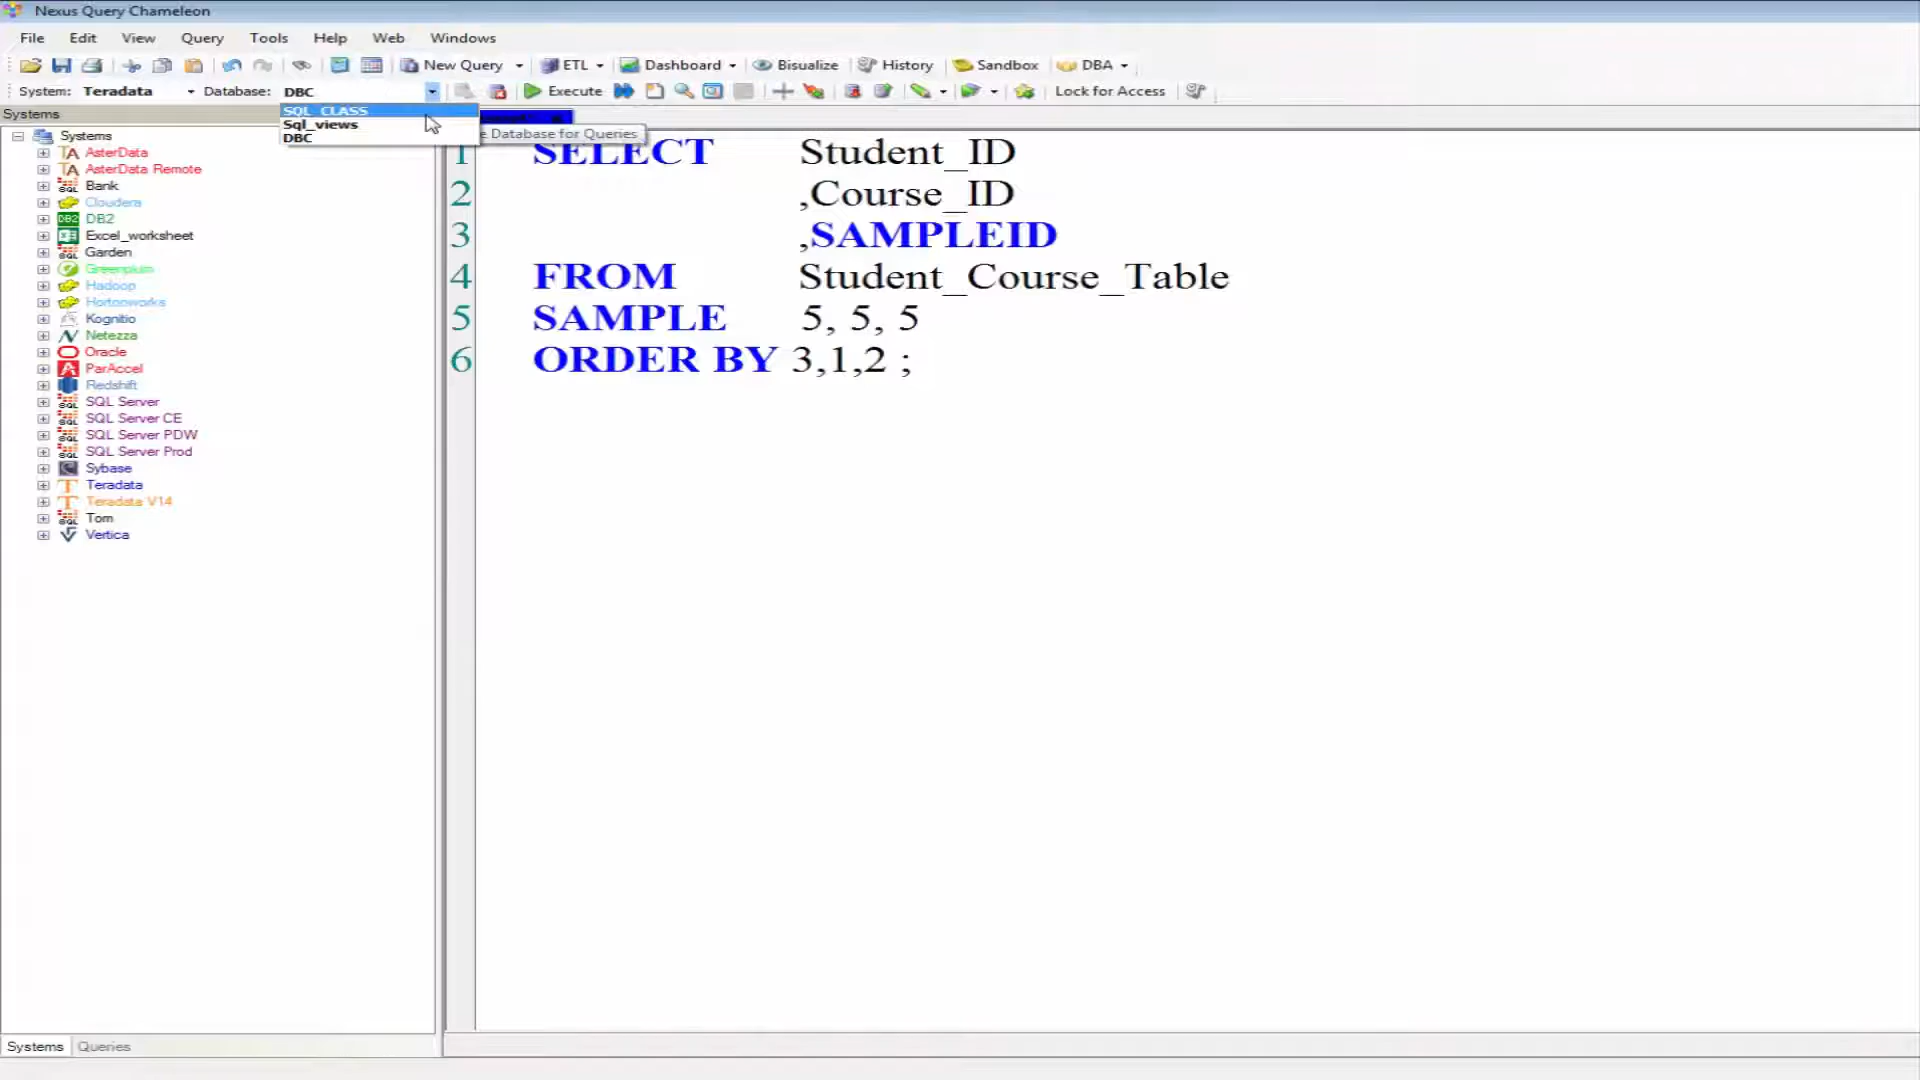 Nexus Query Chameleon
File Edit View Query Tools Help Web Windows
New Query ETL Dashboard Bisualize History Sandbox DBA
System: Teradata Database: DBC Execute Lock for Access
Systems
SQL_CLASS
Sql_views
DBC
e Database for Queries
Systems
AsterData
AsterData Remote
Bank
Cloudera
DB2
Excel_worksheet
Garden
Greenplum
Hadoop
Hortonworks
Kognitio
Netezza
Oracle
ParAccel
Redshift
SQL Server
SQL Server CE
SQL Server PDW
SQL Server Prod
Sybase
Teradata
Teradata V14
Tom
Vertica
1 SELECT Student_ID
2 ,Course_ID
3 ,SAMPLEID
4 FROM Student_Course_Table
5 SAMPLE 5, 5, 5
6 ORDER BY 3,1,2 ;
Systems Queries